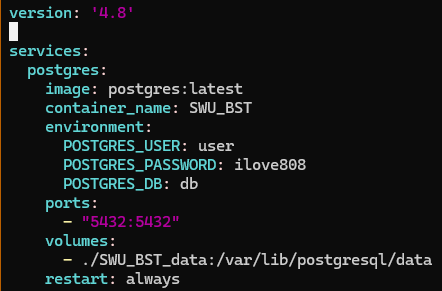 version: '4.8'
services:
  postgres:
    image: postgres:latest
    container_name: SWU_BST
    environment:
      POSTGRES_USER: user
      POSTGRES_PASSWORD: ilove808
      POSTGRES_DB: db
    ports:
      - "5432:5432"
    volumes:
      - ./SWU_BST_data:/var/lib/postgresql/data
    restart: always